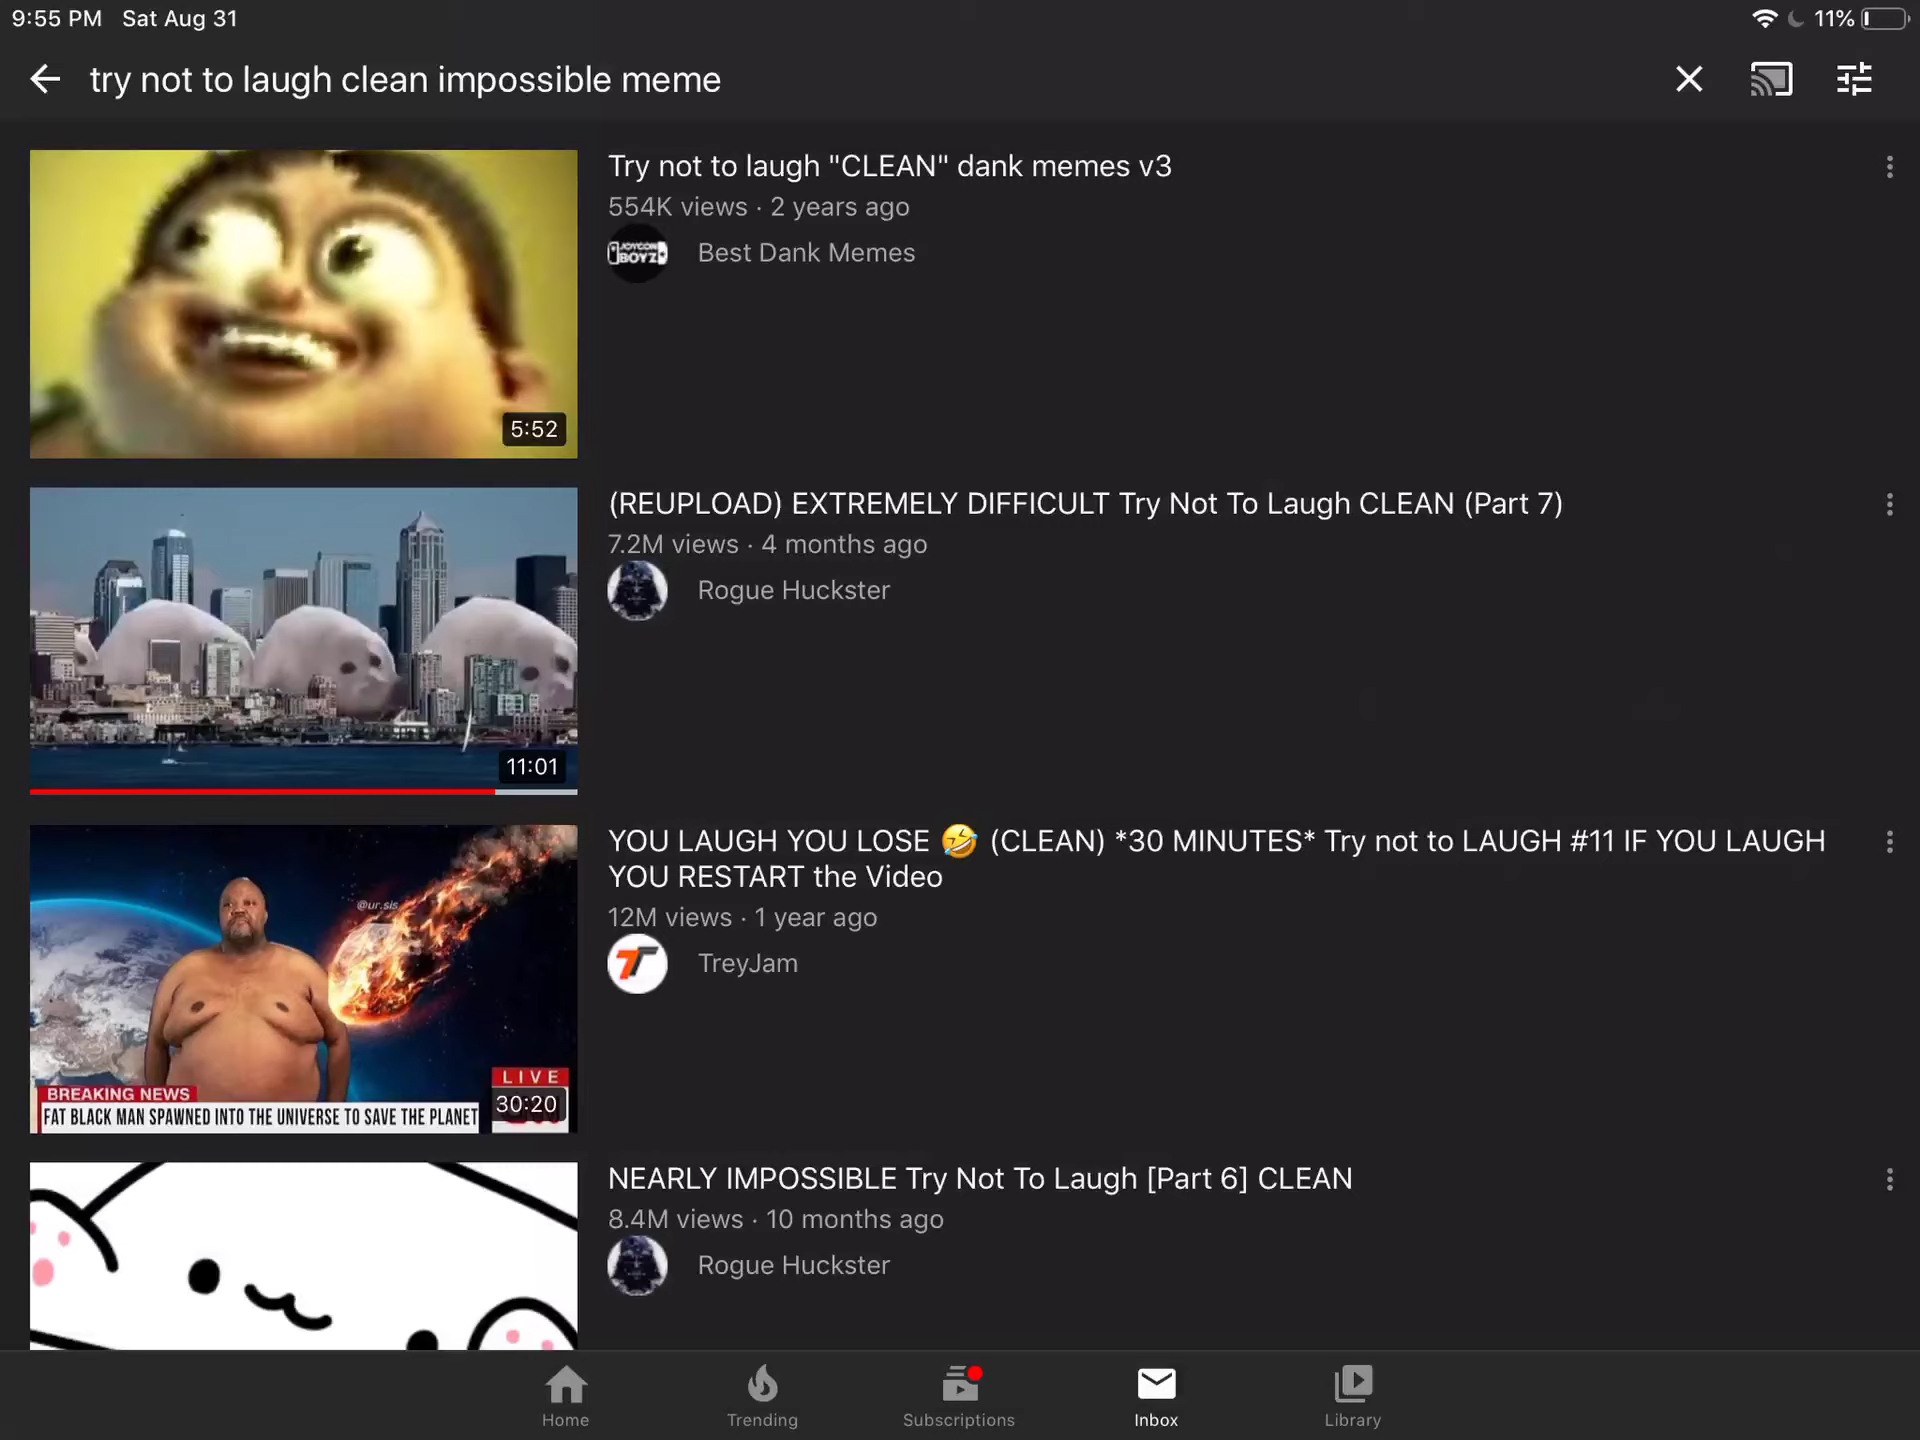 9:55 PM Sat Aug 31
11%
try not to laugh clean impossible meme
Try not to laugh "CLEAN" dank memes v3
554K views · 2 years ago
JOYCON
BOYZ
Best Dank Memes
5:52
(REUPLOAD) EXTREMELY DIFFICULT Try Not To Laugh CLEAN (Part 7)
7.2M views · 4 months ago
Rogue Huckster
11:01
YOU LAUGH YOU LOSE 🤣 (CLEAN) *30 MINUTES* Try not to LAUGH #11 IF YOU LAUGH
YOU RESTART the Video
12M views · 1 year ago
TreyJam
@ur.sis
LIVE
BREAKING NEWS
30:20
FAT BLACK MAN SPAWNED INTO THE UNIVERSE TO SAVE THE PLANET
NEARLY IMPOSSIBLE Try Not To Laugh [Part 6] CLEAN
8.4M views · 10 months ago
Rogue Huckster
Home
Trending
Subscriptions
Inbox
Library